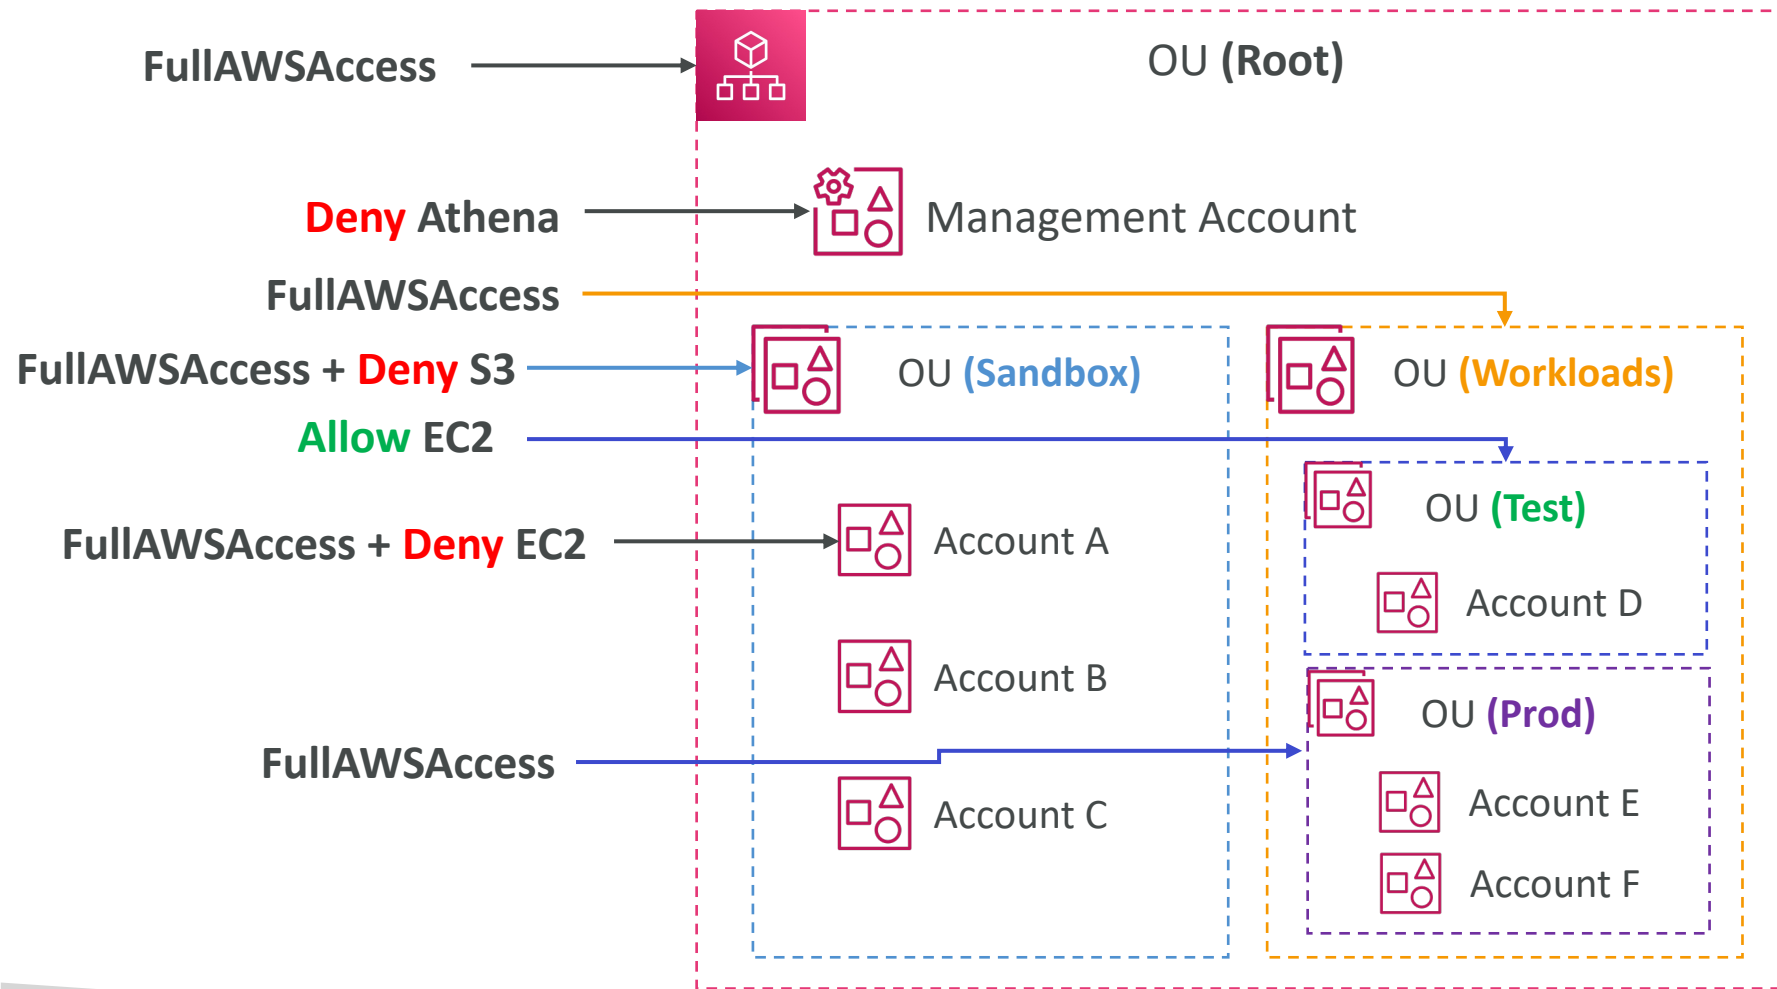 FullAWSAccess
OU (Root)
Deny Athena
Management Account
FullAWSAccess
FullAWSAccess + Deny S3
OU (Sandbox)
OU (Workloads)
Allow EC2
OU (Test)
FullAWSAccess + Deny EC2
Account A
Account D
Account B
OU (Prod)
FullAWSAccess
Account C
Account E
Account F